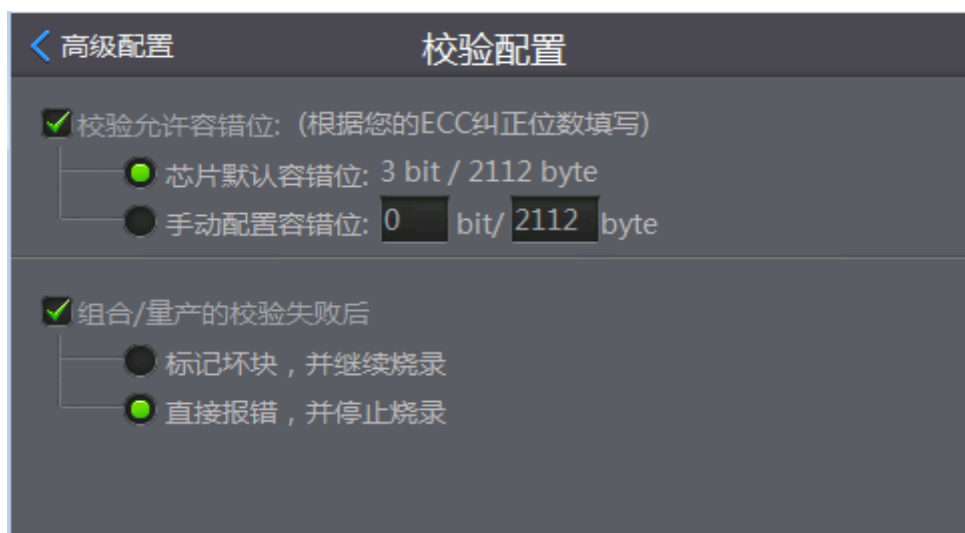 高级配置 校验配置
校验允许容错位: (根据您的ECC纠正位数填写)
芯片默认容错位: 3 bit / 2112 byte
手动配置容错位: 0 bit/ 2112 byte
组合/量产的校验失败后
标记坏块，并继续烧录
直接报错，并停止烧录